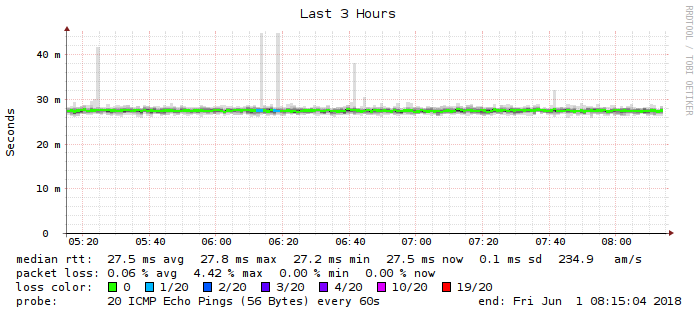 Last 3 Hours
RRDTOOL / TOBI OETIKER
Seconds
40 m
30 m
20 m
10 m
0
05:20 05:40 06:00 06:20 06:40 07:00 07:20 07:40 08:00
median rtt: 27.5 ms avg 27.8 ms max 27.2 ms min 27.5 ms now 0.1 ms sd 234.9 am/s
packet loss: 0.06 % avg 4.42 % max 0.00 % min 0.00 % now
loss color: 0 1/20 2/20 3/20 4/20 10/20 19/20
probe: 20 ICMP Echo Pings (56 Bytes) every 60s end: Fri Jun 1 08:15:04 2018